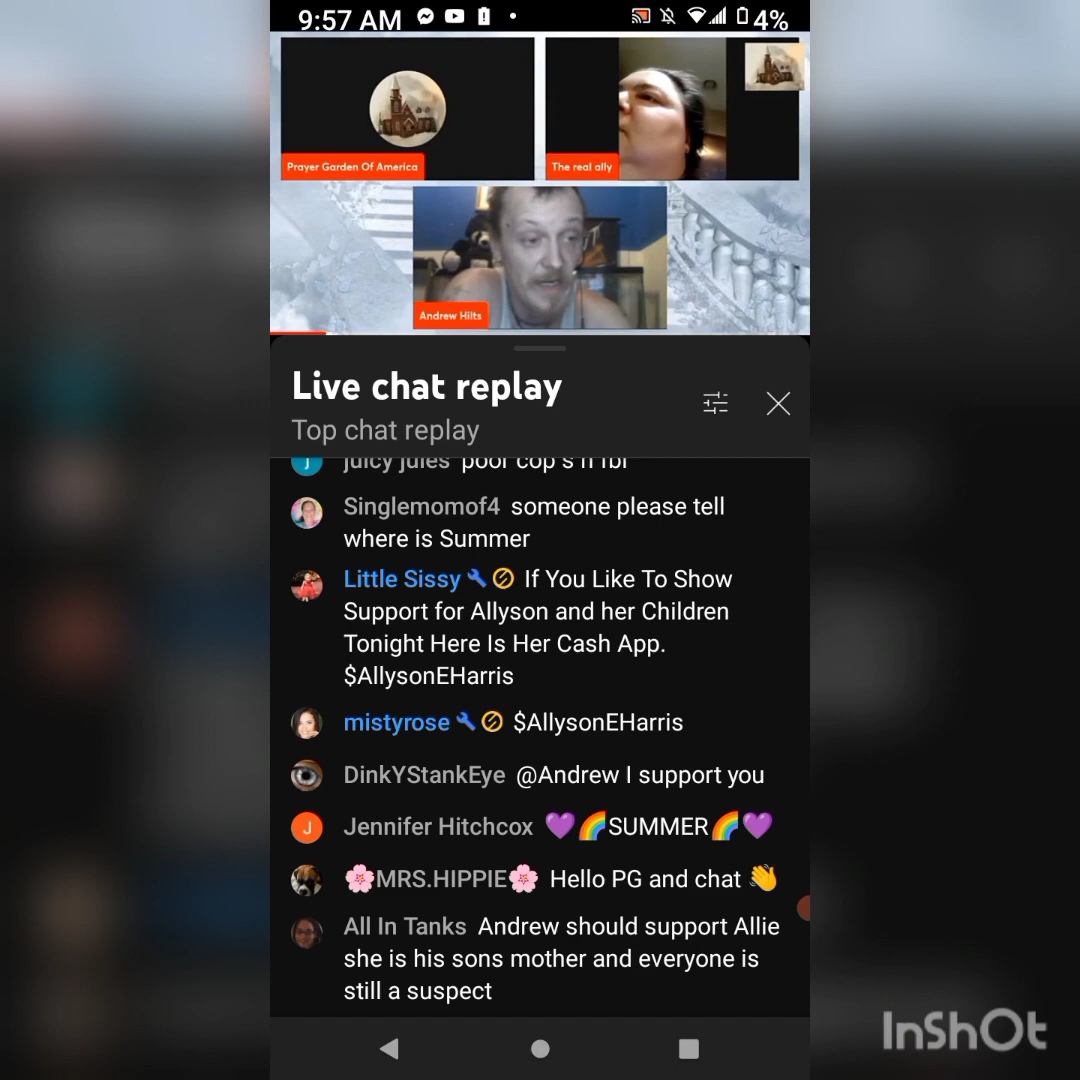 9:57 AM
4%
Prayer Garden Of America
The real ally
Andrew Hilts
Live chat replay
Top chat replay
juicy jules poor cop's n fbi
Singlemomof4 someone please tell
where is Summer
Little Sissy If You Like To Show
Support for Allyson and her Children
Tonight Here Is Her Cash App.
$AllysonEHarris
mistyrose $AllysonEHarris
DinkYStankEye @Andrew I support you
J Jennifer Hitchcox 💜🌈SUMMER🌈💜
🌸MRS.HIPPIE🌸 Hello PG and chat 👋
All In Tanks Andrew should support Allie
she is his sons mother and everyone is
still a suspect
InShOt